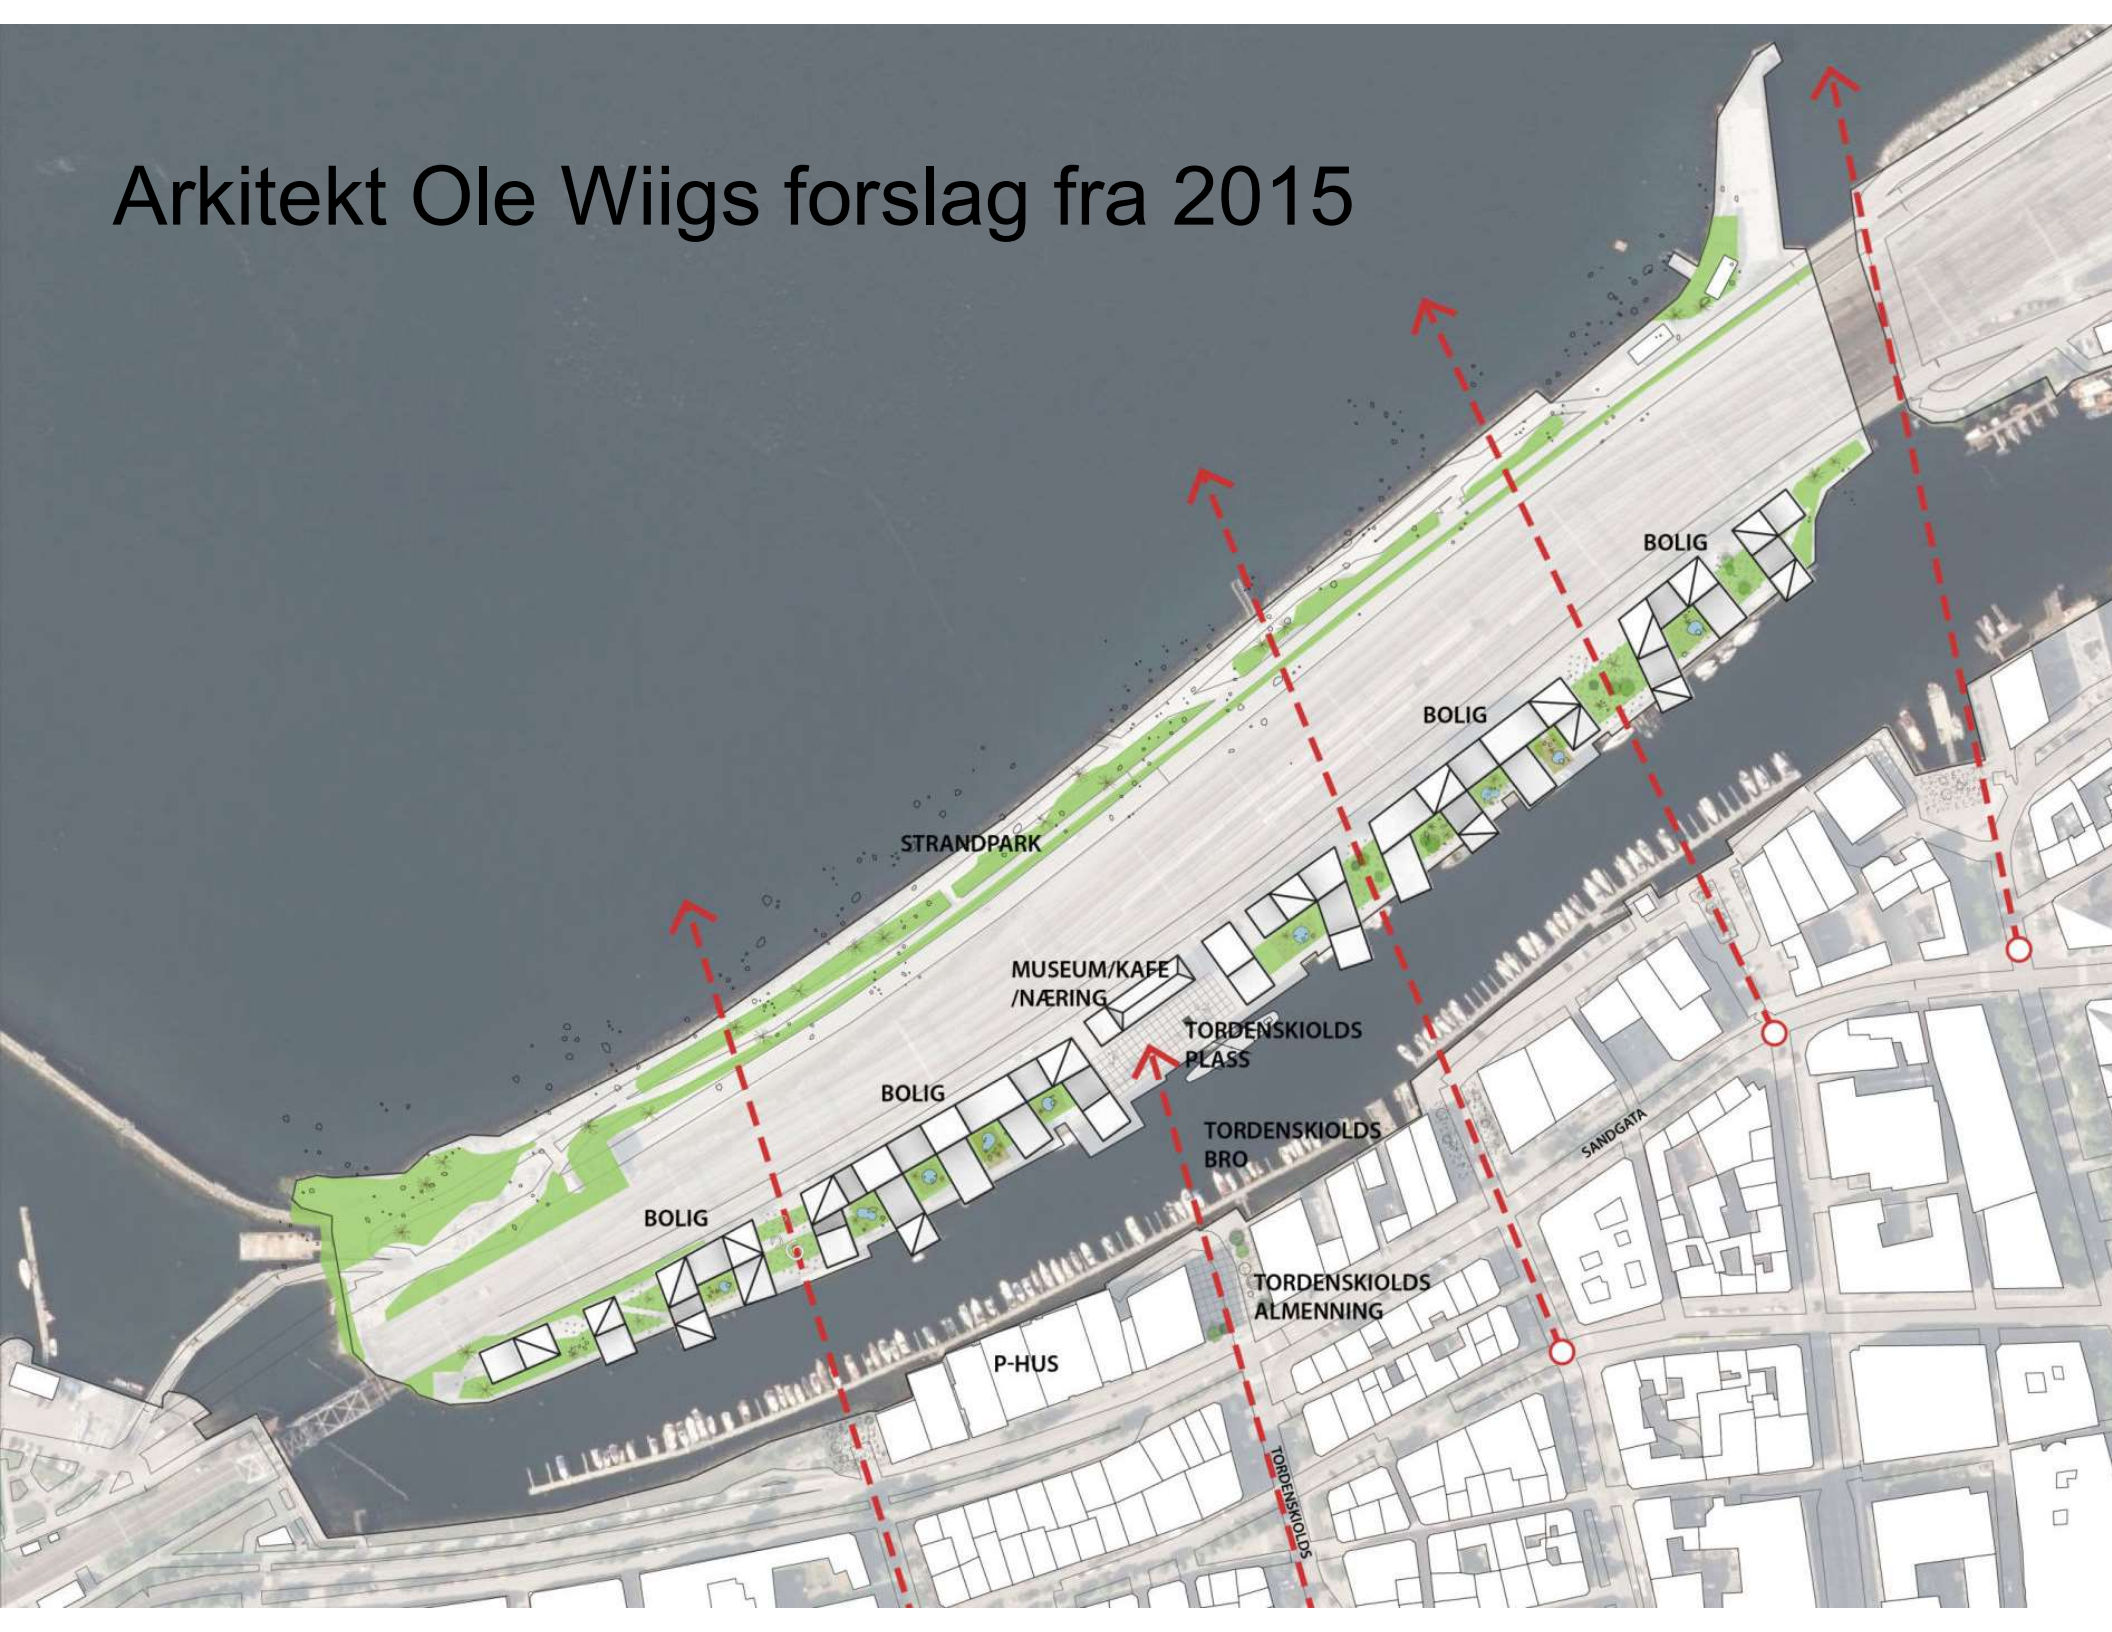 Arkitekt Ole Wiigs forslag fra 2015
BOLIG
BOLIG
STRANDPARK
MUSEUM/KAFE
/NÆRING
TORDENSKIOLDS
PLASS
BOLIG
TORDENSKIOLDS
BRO
SANDGATA
BOLIG
TORDENSKIOLDS
ALMENNING
P-HUS
TORDENSKIOLDS